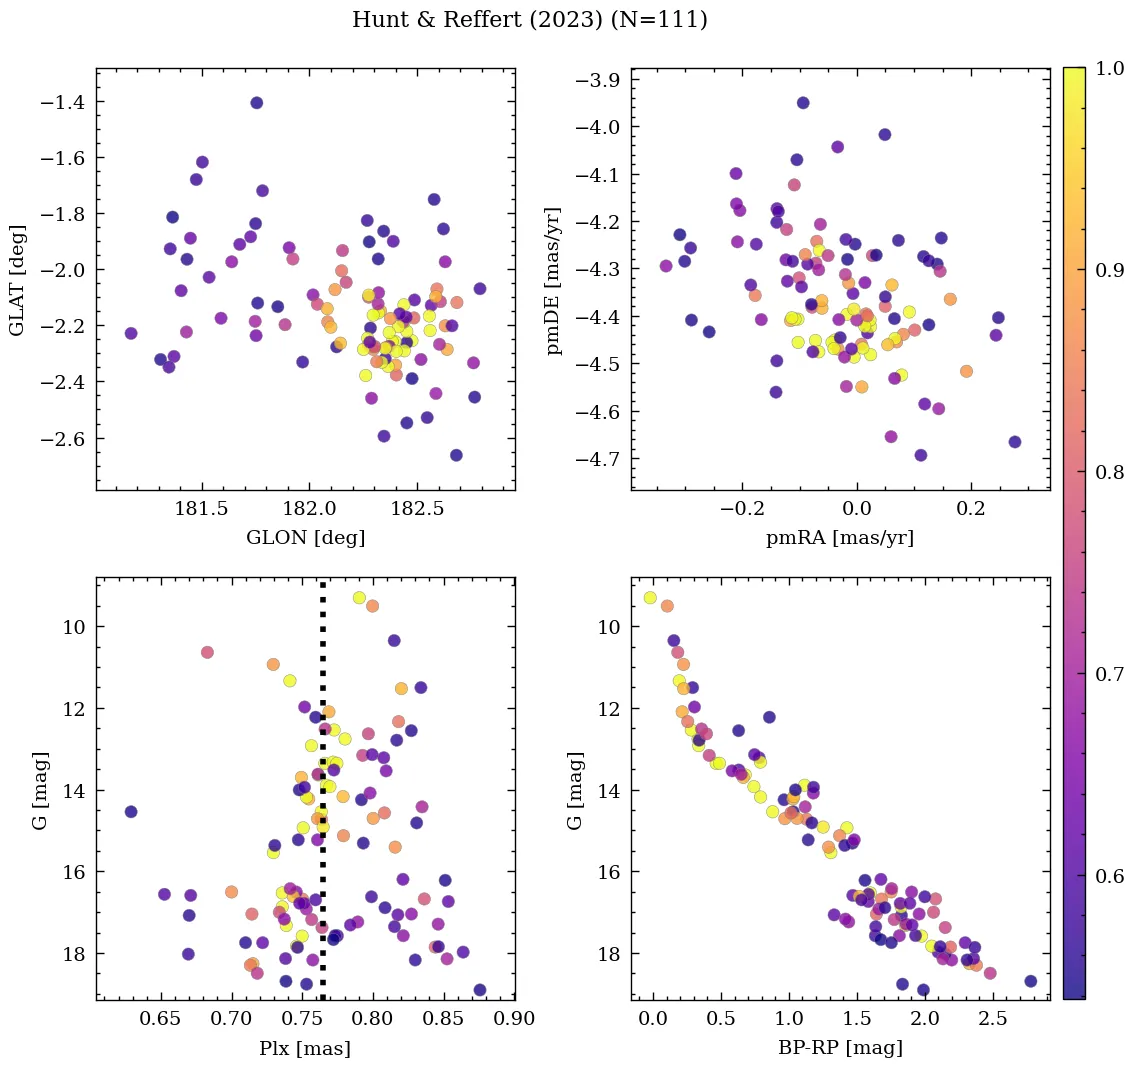 Hunt & Reffert (2023) (N=111)
−1.4
−1.6
−1.8
−2.0
−2.2
−2.4
−2.6
GLAT [deg]
181.5 182.0 182.5
GLON [deg]
−3.9
−4.0
−4.1
−4.2
−4.3
−4.4
−4.5
−4.6
−4.7
pmDE [mas/yr]
−0.2 0.0 0.2
pmRA [mas/yr]
1.0
0.9
0.8
0.7
0.6
10
12
14
16
18
G [mag]
0.65 0.70 0.75 0.80 0.85 0.90
Plx [mas]
10
12
14
16
18
G [mag]
0.0 0.5 1.0 1.5 2.0 2.5
BP-RP [mag]